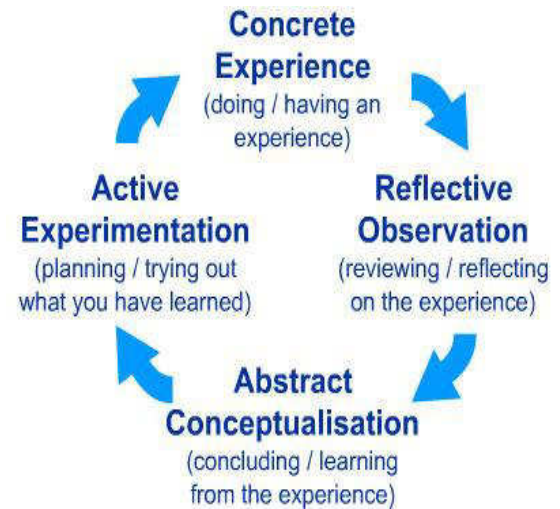 Concrete
Experience
(doing / having an
experience)
Reflective
Observation
(reviewing / reflecting
on the experience)
Abstract
Conceptualisation
(concluding / learning
from the experience)
Active
Experimentation
(planning / trying out
what you have learned)